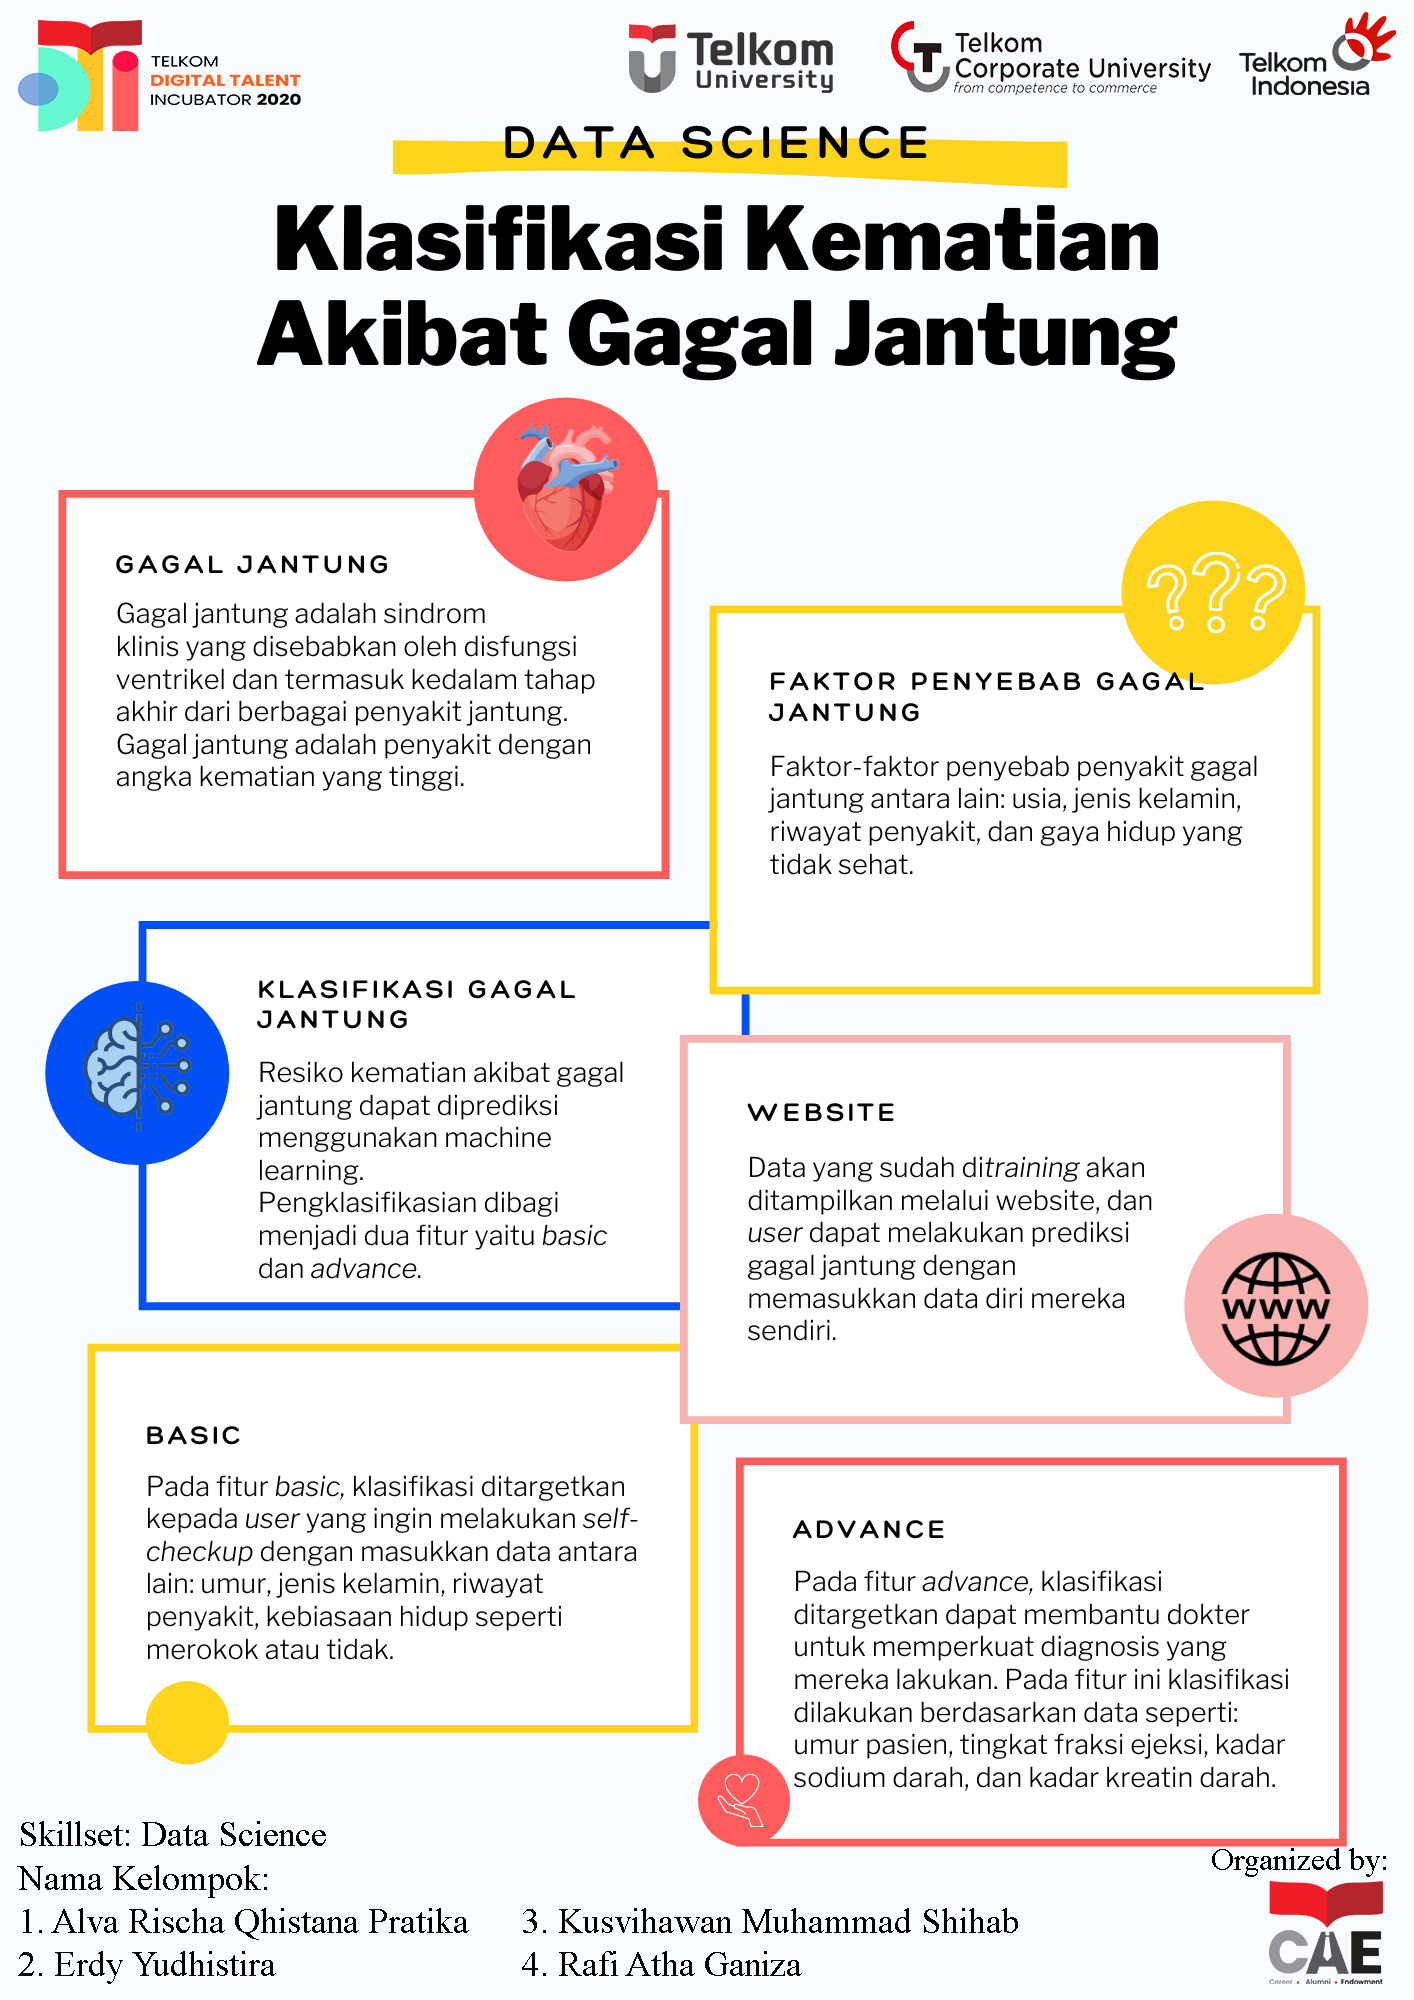 TELKOM
DIGITAL TALENT
INCUBATOR 2020
Telkom
University
Telkom
Corporate University
from competence to commerce
Telkom
Indonesia
DATA SCIENCE
Klasifikasi Kematian
Akibat Gagal Jantung
GAGAL JANTUNG
Gagal jantung adalah sindrom
klinis yang disebabkan oleh disfungsi
ventrikel dan termasuk kedalam tahap
akhir dari berbagai penyakit jantung.
Gagal jantung adalah penyakit dengan
angka kematian yang tinggi.
???
FAKTOR PENYEBAB GAGAL
JANTUNG
Faktor-faktor penyebab penyakit gagal
jantung antara lain: usia, jenis kelamin,
riwayat penyakit, dan gaya hidup yang
tidak sehat.
KLASIFIKASI GAGAL
JANTUNG
Resiko kematian akibat gagal
jantung dapat diprediksi
menggunakan machine
learning.
Pengklasifikasian dibagi
menjadi dua fitur yaitu basic
dan advance.
WEBSITE
Data yang sudah ditraining akan
ditampilkan melalui website, dan
user dapat melakukan prediksi
gagal jantung dengan
memasukkan data diri mereka
sendiri.
WWW
BASIC
Pada fitur basic, klasifikasi ditargetkan
kepada user yang ingin melakukan self-
checkup dengan masukkan data antara
lain: umur, jenis kelamin, riwayat
penyakit, kebiasaan hidup seperti
merokok atau tidak.
ADVANCE
Pada fitur advance, klasifikasi
ditargetkan dapat membantu dokter
untuk memperkuat diagnosis yang
mereka lakukan. Pada fitur ini klasifikasi
dilakukan berdasarkan data seperti:
umur pasien, tingkat fraksi ejeksi, kadar
sodium darah, dan kadar kreatin darah.
Skillset: Data Science
Nama Kelompok:
1. Alva Rischa Qhistana Pratika
2. Erdy Yudhistira
3. Kusvihawan Muhammad Shihab
4. Rafi Atha Ganiza
Organized by:
CAE
Career • Alumni • Endowment